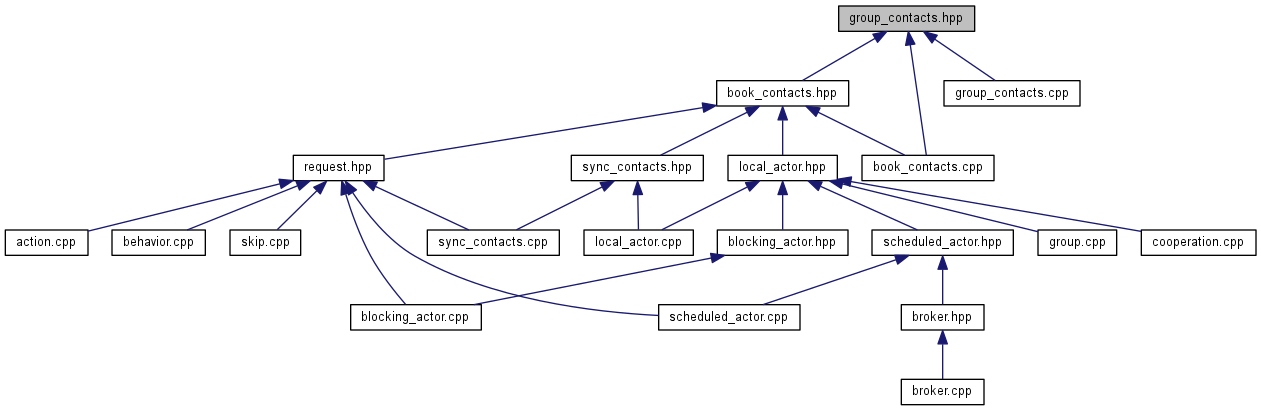 group_contacts.hpp
book_contacts.hpp
group_contacts.cpp
request.hpp
sync_contacts.hpp
local_actor.hpp
book_contacts.cpp
action.cpp
behavior.cpp
skip.cpp
sync_contacts.cpp
local_actor.cpp
blocking_actor.hpp
scheduled_actor.hpp
group.cpp
cooperation.cpp
blocking_actor.cpp
scheduled_actor.cpp
broker.hpp
broker.cpp